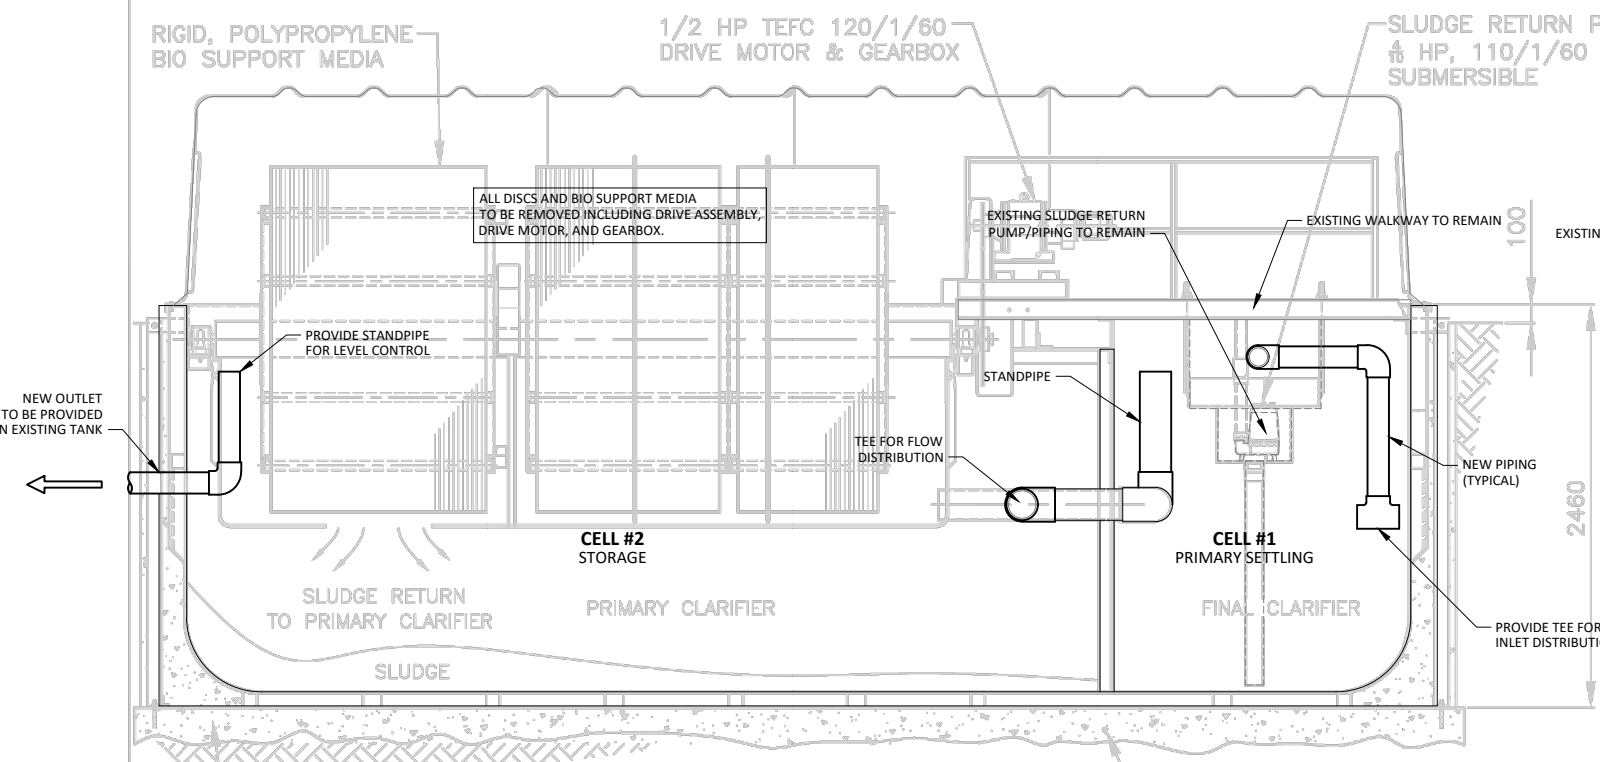 RIGID, POLYPROPYLENE
BIO SUPPORT MEDIA
1/2 HP TEFC 120/1/60
DRIVE MOTOR & GEARBOX
SLUDGE RETURN P
HP, 110/1/60
SUBMERSIBLE
ALL DISCS AND BIO SUPPORT MEDIA
TO BE REMOVED INCLUDING DRIVE ASSEMBLY,
DRIVE MOTOR, AND GEARBOX.
EXISTING SLUDGE RETURN
PUMP/PIPING TO REMAIN
EXISTING WALKWAY TO REMAIN
100
EXISTIN
PROVIDE STANDPIPE
FOR LEVEL CONTROL
NEW OUTLET
TO BE PROVIDED
N EXISTING TANK
STANDPIPE
TEE FOR FLOW
DISTRIBUTION
NEW PIPING
(TYPICAL)
2460
CELL #2
STORAGE
CELL #1
PRIMARY SETTLING
SLUDGE RETURN
TO PRIMARY CLARIFIER
PRIMARY CLARIFIER
FINAL CLARIFIER
PROVIDE TEE FOR
INLET DISTRIBUTI
SLUDGE